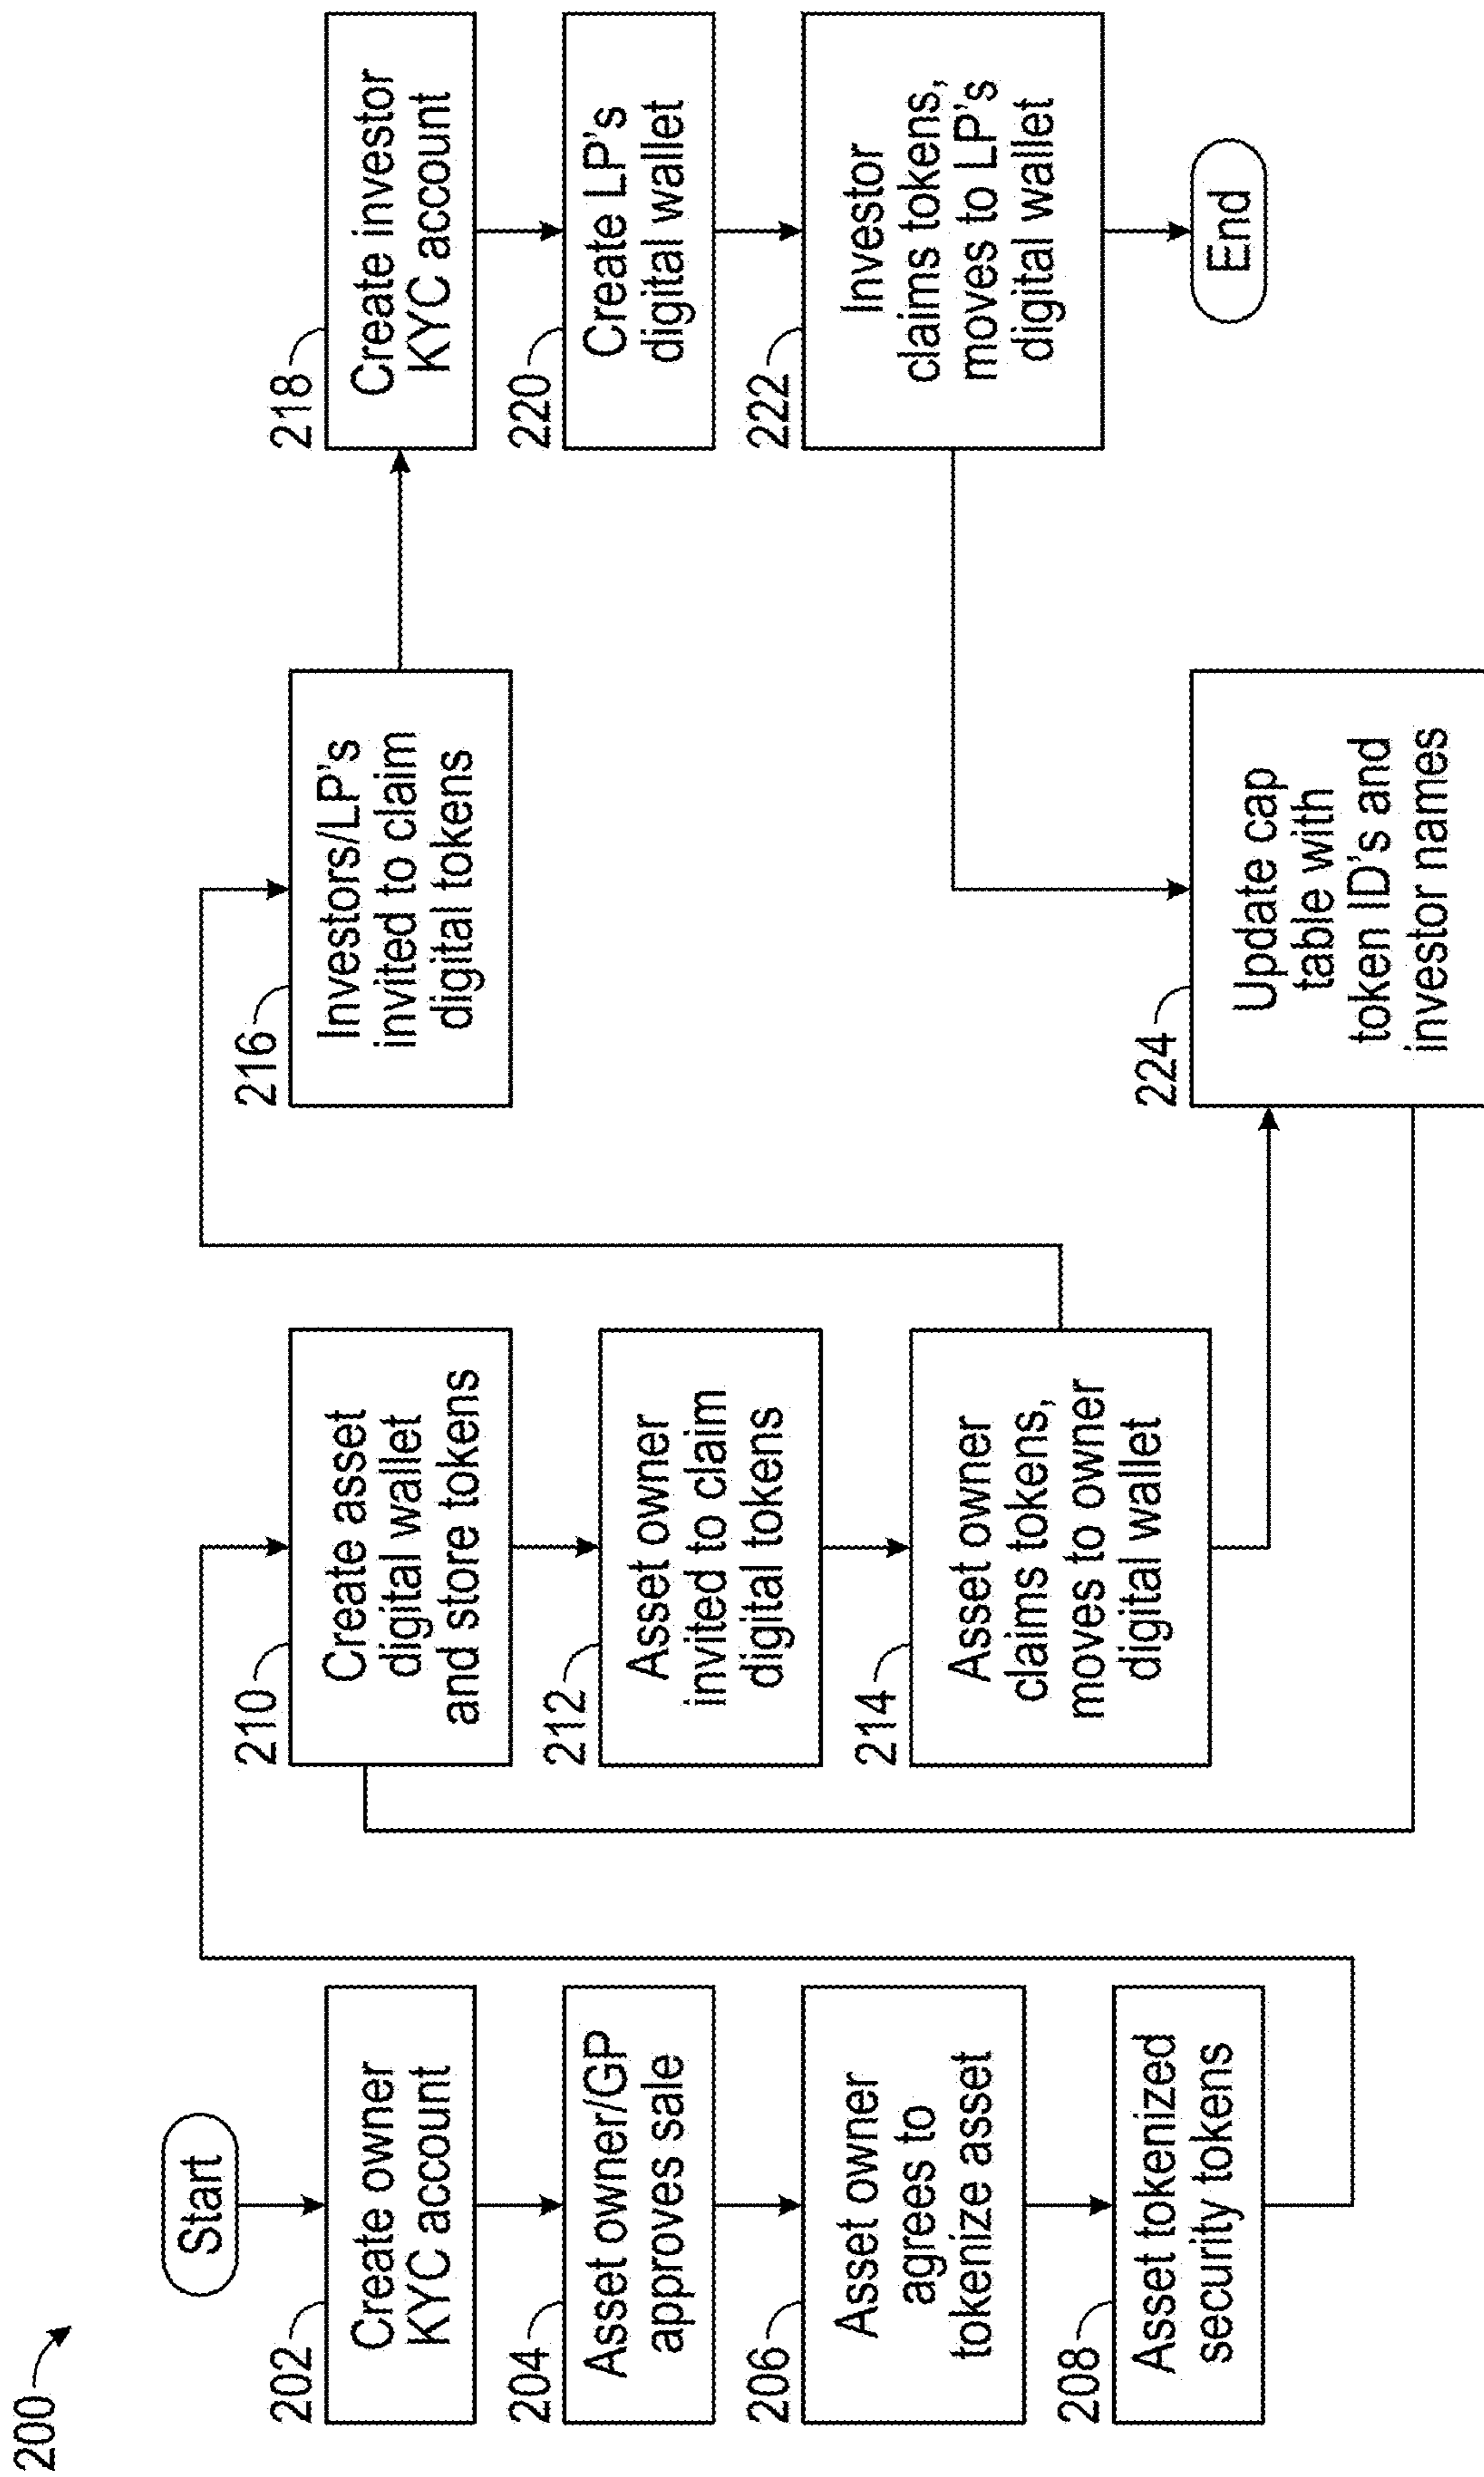 200
Start
202
Create owner
KYC account
204
Asset owner/GP
approves sale
206
Asset owner
agrees to
tokenize asset
208
Asset tokenized
security tokens
210
Create asset
digital wallet
and store tokens
212
Asset owner
invited to claim
digital tokens
214
Asset owner
claims tokens,
moves to owner
digital wallet
216
Investors/LP's
invited to claim
digital tokens
224
Update cap
table with
token ID's and
investor names
218
Create investor
KYC account
220
Create LP's
digital wallet
222
Investor
claims tokens,
moves to LP's
digital wallet
End